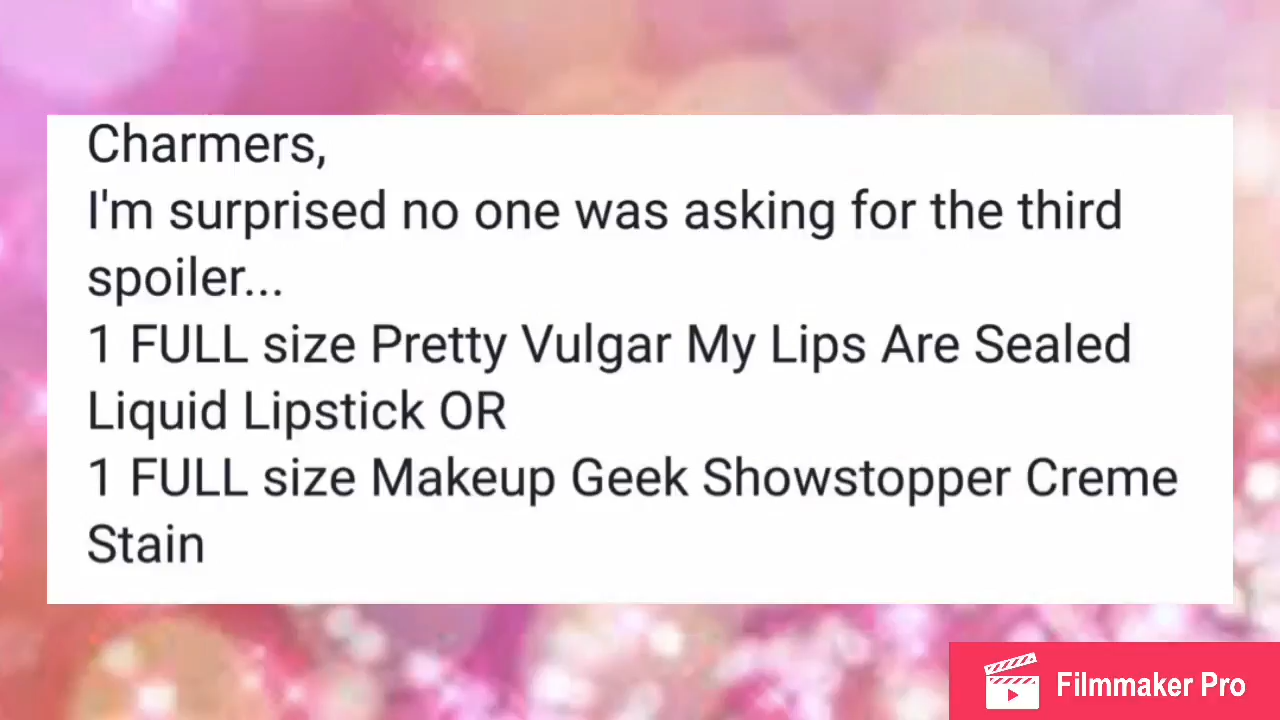 Charmers,
I'm surprised no one was asking for the third
spoiler...
1 FULL size Pretty Vulgar My Lips Are Sealed
Liquid Lipstick OR
1 FULL size Makeup Geek Showstopper Creme
Stain
Filmmaker Pro